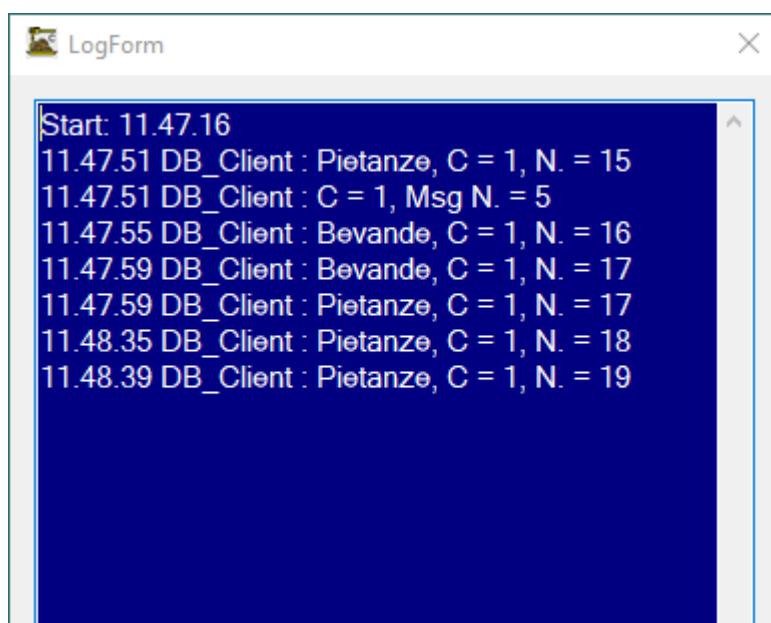 LogForm
Start: 11.47.16
11.47.51 DB_Client : Pietanze, C = 1, N. = 15
11.47.51 DB_Client : C = 1, Msg N. = 5
11.47.55 DB_Client : Bevande, C = 1, N. = 16
11.47.59 DB_Client : Bevande, C = 1, N. = 17
11.47.59 DB_Client : Pietanze, C = 1, N. = 17
11.48.35 DB_Client : Pietanze, C = 1, N. = 18
11.48.39 DB_Client : Pietanze, C = 1, N. = 19